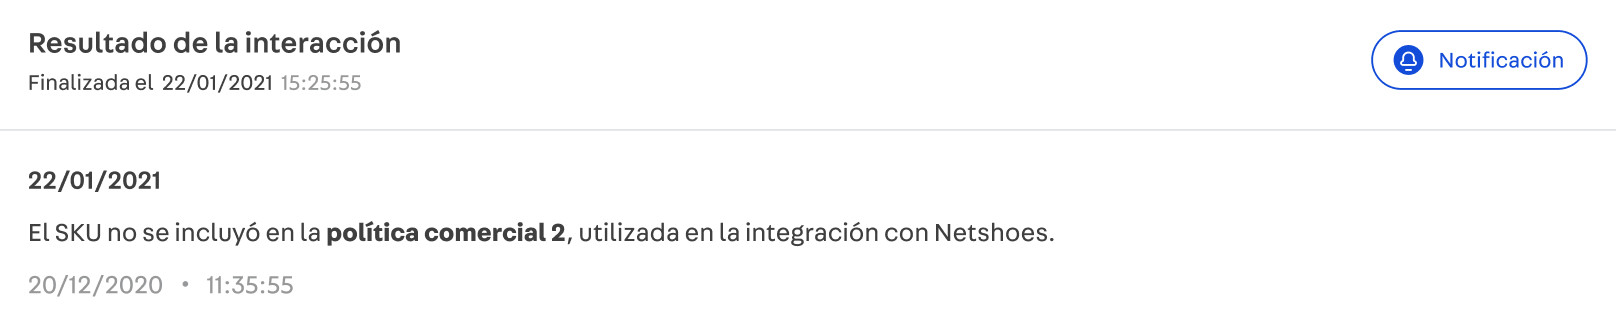 Resultado de la interacción
Finalizada el 22/01/2021 15:25:55
Notificación
22/01/2021
El SKU no se incluyó en la política comercial 2, utilizada en la integración con Netshoes.
20/12/2020 • 11:35:55